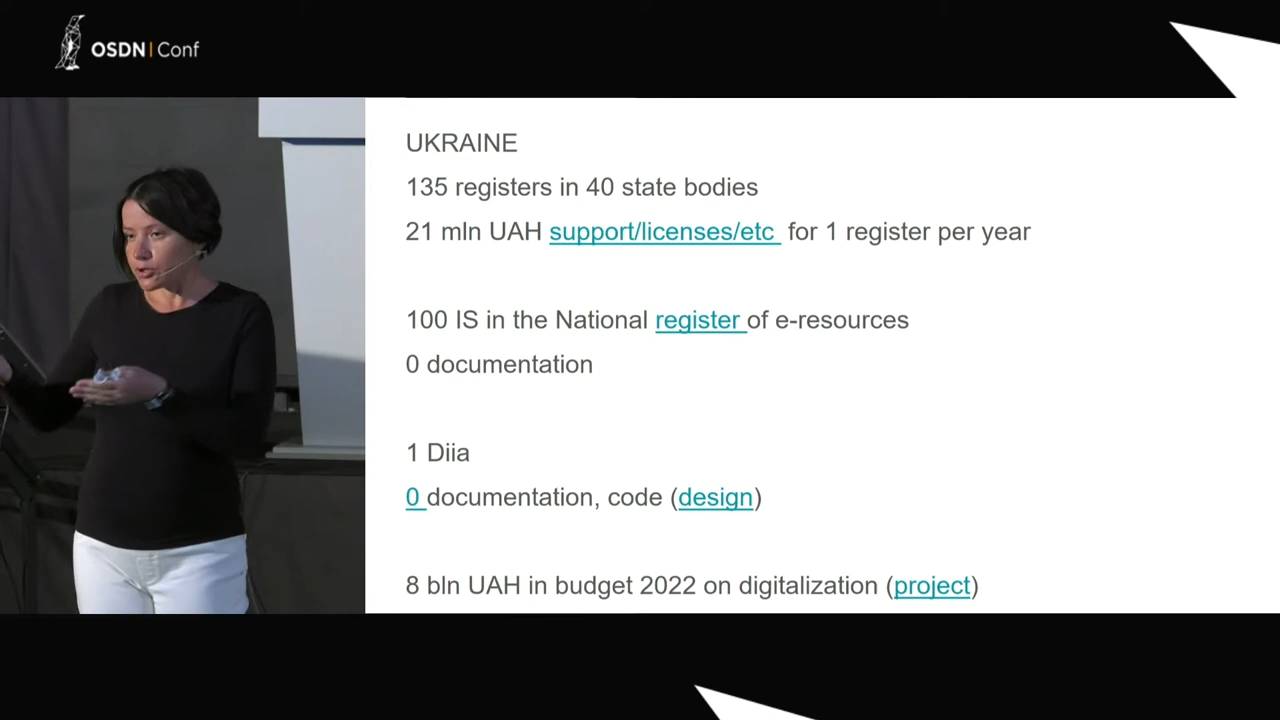 OSDN | Conf
UKRAINE
135 registers in 40 state bodies
21 mln UAH support/licenses/etc for 1 register per year
100 IS in the National register of e-resources
0 documentation
1 Diia
0 documentation, code (design)
8 bln UAH in budget 2022 on digitalization (project)